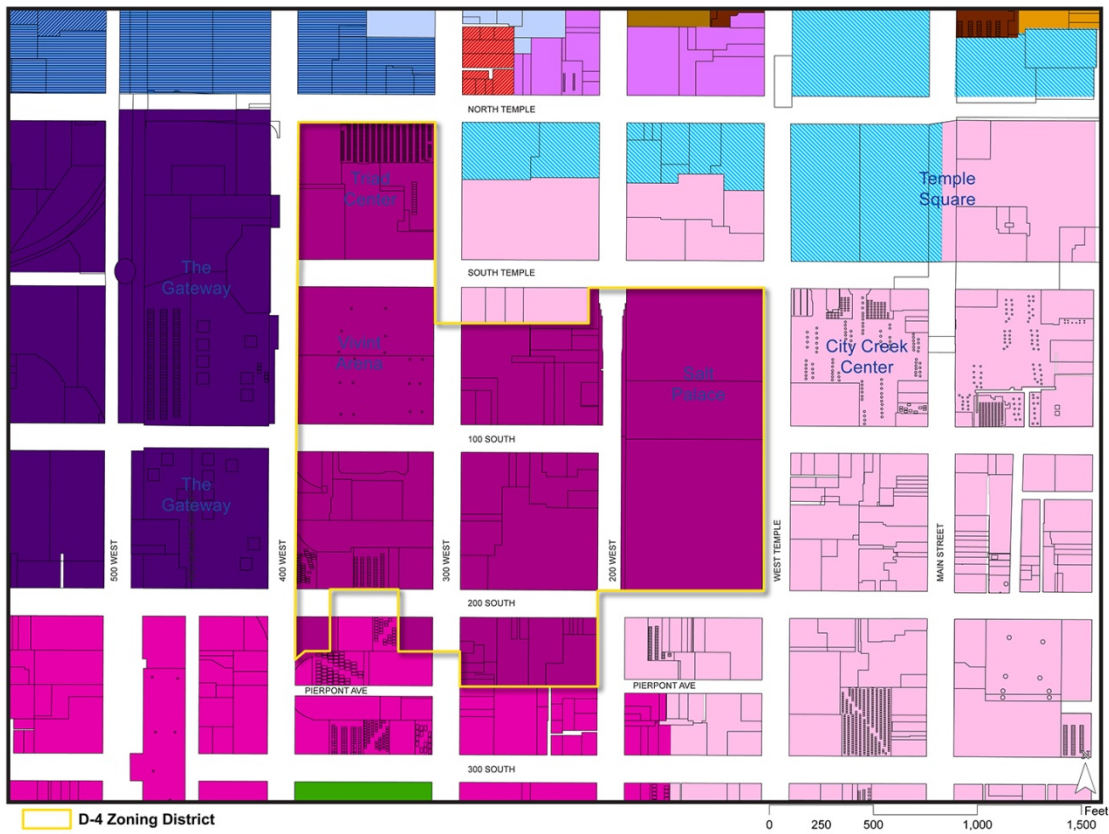 NORTH TEMPLE
Triad
Center
Temple
Square
The
Gateway
SOUTH TEMPLE
Vivint
Arena
City Creek
Center
Salt
Palace
100 SOUTH
The
Gateway
500 WEST
400 WEST
300 WEST
200 WEST
WEST TEMPLE
MAIN STREET
200 SOUTH
PIERPONT AVE
PIERPONT AVE
300 SOUTH
D-4 Zoning District
Feet
0 250 500 1,000 1,500